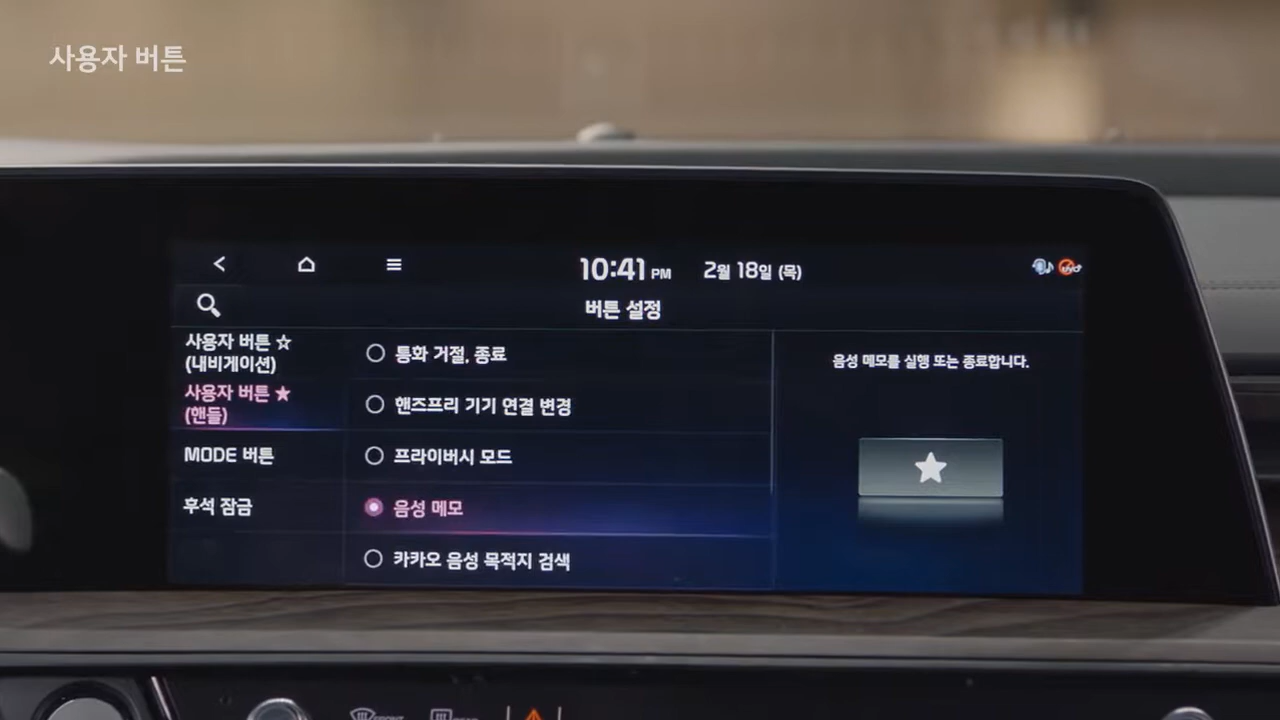 사용자 버튼
10:41 PM 2월 18일 (목)
버튼 설정
사용자 버튼 ☆
(내비게이션)
사용자 버튼 ★
(핸들)
MODE 버튼
후석 잠금
통화 거절, 종료
핸즈프리 기기 연결 변경
프라이버시 모드
음성 메모
카카오 음성 목적지 검색
음성 메모를 실행 또는 종료합니다.
FRONT